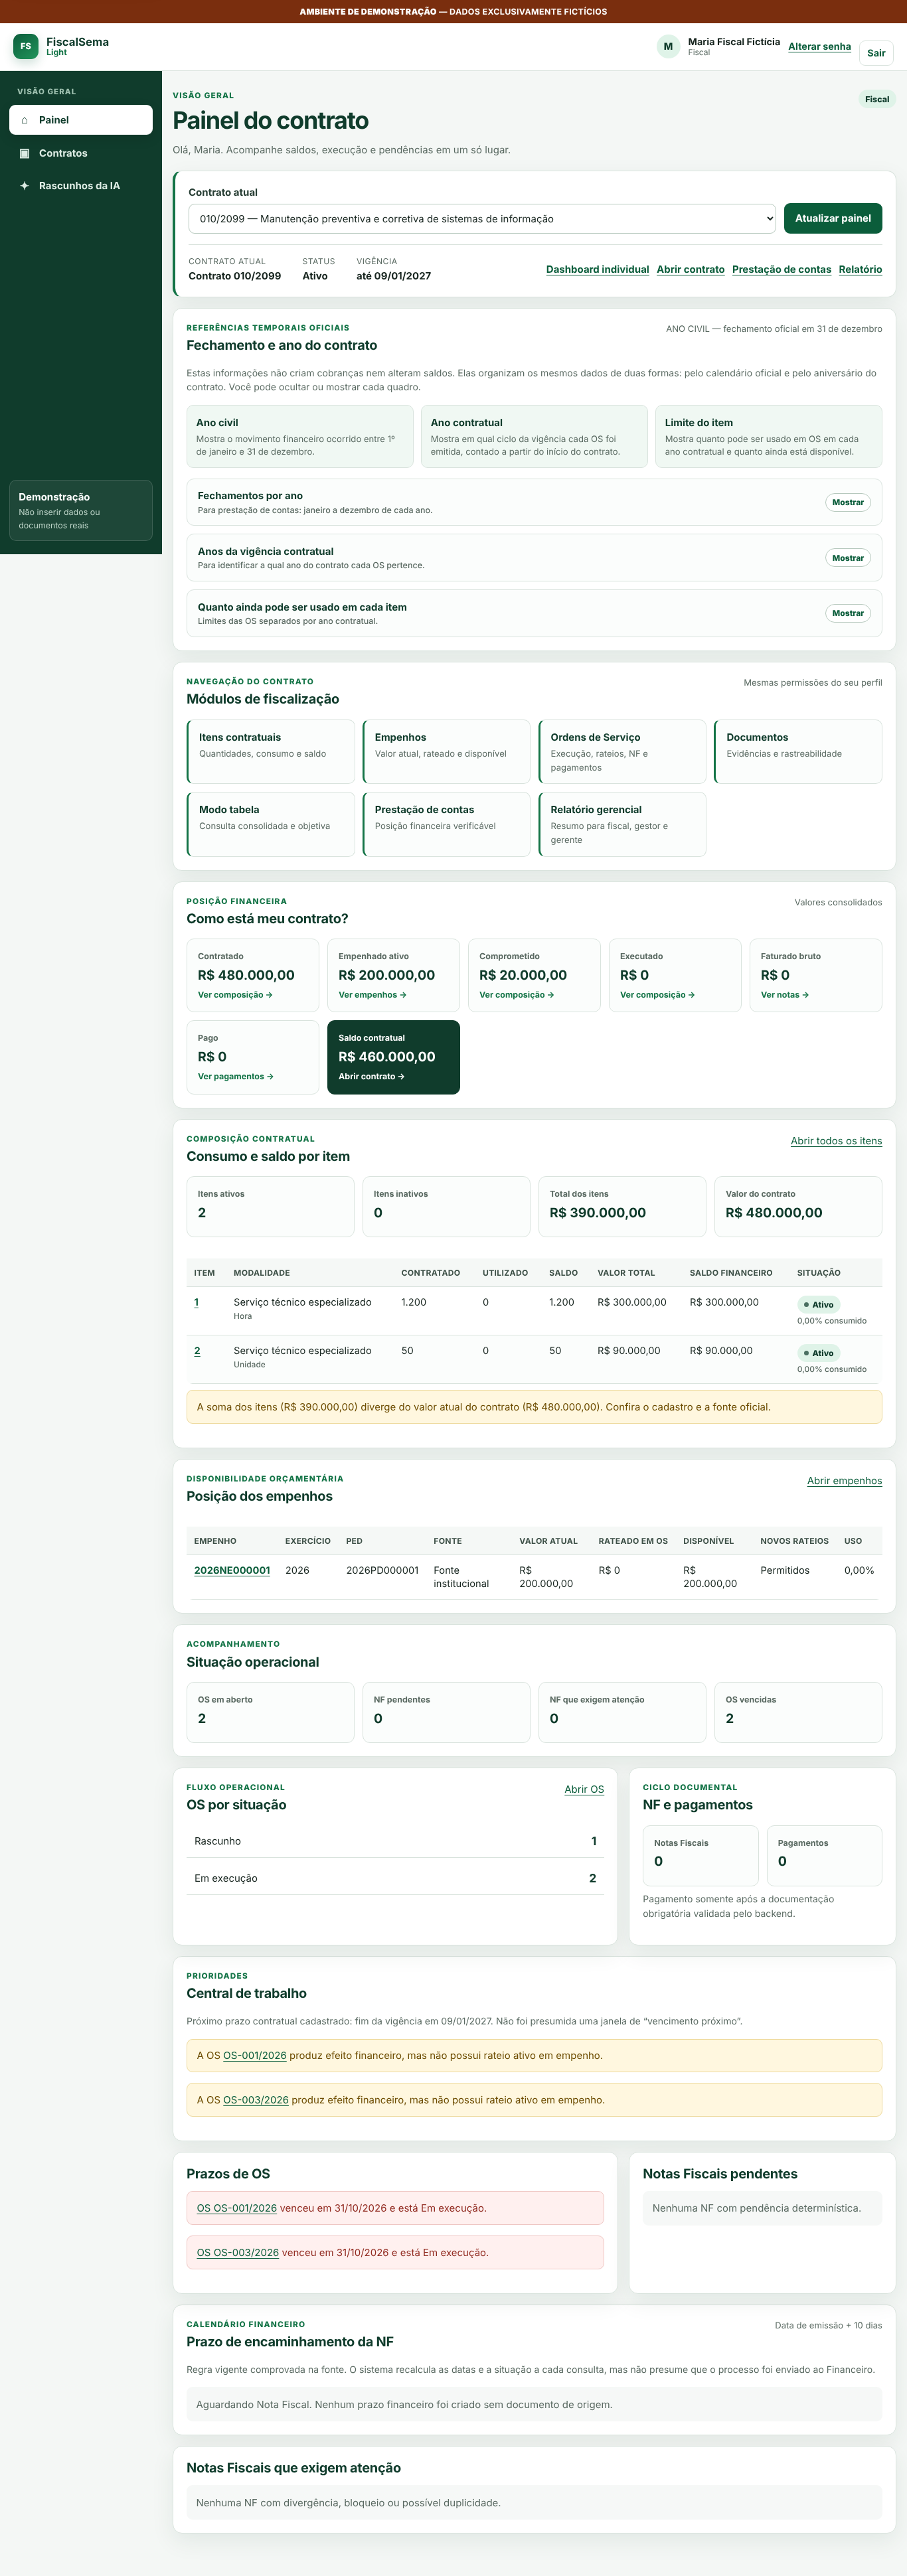 AMBIENTE DE DEMONSTRAÇÃO — DADOS EXCLUSIVAMENTE FICTÍCIOS
FS
FiscalSema
Light
M
Maria Fiscal Fictícia
Fiscal
Alterar senha
Sair
VISÃO GERAL
Painel
Contratos
Rascunhos da IA
Demonstração
Não inserir dados ou
documentos reais
VISÃO GERAL
Painel do contrato
Olá, Maria. Acompanhe saldos, execução e pendências em um só lugar.
Fiscal
Contrato atual
010/2099 — Manutenção preventiva e corretiva de sistemas de informação
Atualizar painel
CONTRATO ATUAL
Contrato 010/2099
STATUS
Ativo
VIGÊNCIA
até 09/01/2027
Dashboard individual Abrir contrato Prestação de contas Relatório
REFERÊNCIAS TEMPORAIS OFICIAIS
Fechamento e ano do contrato
ANO CIVIL — fechamento oficial em 31 de dezembro
Estas informações não criam cobranças nem alteram saldos. Elas organizam os mesmos dados de duas formas: pelo calendário oficial e pelo aniversário do
contrato. Você pode ocultar ou mostrar cada quadro.
Ano civil
Mostra o movimento financeiro ocorrido entre 1º
de janeiro e 31 de dezembro.
Ano contratual
Mostra em qual ciclo da vigência cada OS foi
emitida, contado a partir do início do contrato.
Limite do item
Mostra quanto pode ser usado em OS em cada
ano contratual e quanto ainda está disponível.
Fechamentos por ano
Para prestação de contas: janeiro a dezembro de cada ano.
Mostrar
Anos da vigência contratual
Para identificar a qual ano do contrato cada OS pertence.
Mostrar
Quanto ainda pode ser usado em cada item
Limites das OS separados por ano contratual.
Mostrar
NAVEGAÇÃO DO CONTRATO
Módulos de fiscalização
Mesmas permissões do seu perfil
Itens contratuais
Quantidades, consumo e saldo
Empenhos
Valor atual, rateado e disponível
Ordens de Serviço
Execução, rateios, NF e
pagamentos
Documentos
Evidências e rastreabilidade
Modo tabela
Consulta consolidada e objetiva
Prestação de contas
Posição financeira verificável
Relatório gerencial
Resumo para fiscal, gestor e
gerente
POSIÇÃO FINANCEIRA
Como está meu contrato?
Valores consolidados
Contratado
R$ 480.000,00
Ver composição →
Empenhado ativo
R$ 200.000,00
Ver empenhos →
Comprometido
R$ 20.000,00
Ver composição →
Executado
R$ 0
Ver composição →
Faturado bruto
R$ 0
Ver notas →
Pago
R$ 0
Ver pagamentos →
Saldo contratual
R$ 460.000,00
Abrir contrato →
COMPOSIÇÃO CONTRATUAL
Consumo e saldo por item
Abrir todos os itens
Itens ativos
2
Itens inativos
0
Total dos itens
R$ 390.000,00
Valor do contrato
R$ 480.000,00
ITEM MODALIDADE CONTRATADO UTILIZADO SALDO VALOR TOTAL SALDO FINANCEIRO SITUAÇÃO
1 Serviço técnico especializado 1.200 0 1.200 R$ 300.000,00 R$ 300.000,00 Ativo
Hora 0,00% consumido
2 Serviço técnico especializado 50 0 50 R$ 90.000,00 R$ 90.000,00 Ativo
Unidade 0,00% consumido
A soma dos itens (R$ 390.000,00) diverge do valor atual do contrato (R$ 480.000,00). Confira o cadastro e a fonte oficial.
DISPONIBILIDADE ORÇAMENTÁRIA
Posição dos empenhos
Abrir empenhos
EMPENHO EXERCÍCIO PED FONTE VALOR ATUAL RATEADO EM OS DISPONÍVEL NOVOS RATEIOS USO
2026NE000001 2026 2026PD000001 Fonte R$ R$ 0 R$ Permitidos 0,00%
institucional 200.000,00 200.000,00
ACOMPANHAMENTO
Situação operacional
OS em aberto
2
NF pendentes
0
NF que exigem atenção
0
OS vencidas
2
FLUXO OPERACIONAL
OS por situação
Abrir OS
Rascunho 1
Em execução 2
CICLO DOCUMENTAL
NF e pagamentos
Notas Fiscais
0
Pagamentos
0
Pagamento somente após a documentação
obrigatória validada pelo backend.
PRIORIDADES
Central de trabalho
Próximo prazo contratual cadastrado: fim da vigência em 09/01/2027. Não foi presumida uma janela de “vencimento próximo”.
A OS OS-001/2026 produz efeito financeiro, mas não possui rateio ativo em empenho.
A OS OS-003/2026 produz efeito financeiro, mas não possui rateio ativo em empenho.
Prazos de OS
OS OS-001/2026 venceu em 31/10/2026 e está Em execução.
OS OS-003/2026 venceu em 31/10/2026 e está Em execução.
Notas Fiscais pendentes
Nenhuma NF com pendência determinística.
CALENDÁRIO FINANCEIRO
Prazo de encaminhamento da NF
Data de emissão + 10 dias
Regra vigente comprovada na fonte. O sistema recalcula as datas e a situação a cada consulta, mas não presume que o processo foi enviado ao Financeiro.
Aguardando Nota Fiscal. Nenhum prazo financeiro foi criado sem documento de origem.
Notas Fiscais que exigem atenção
Nenhuma NF com divergência, bloqueio ou possível duplicidade.